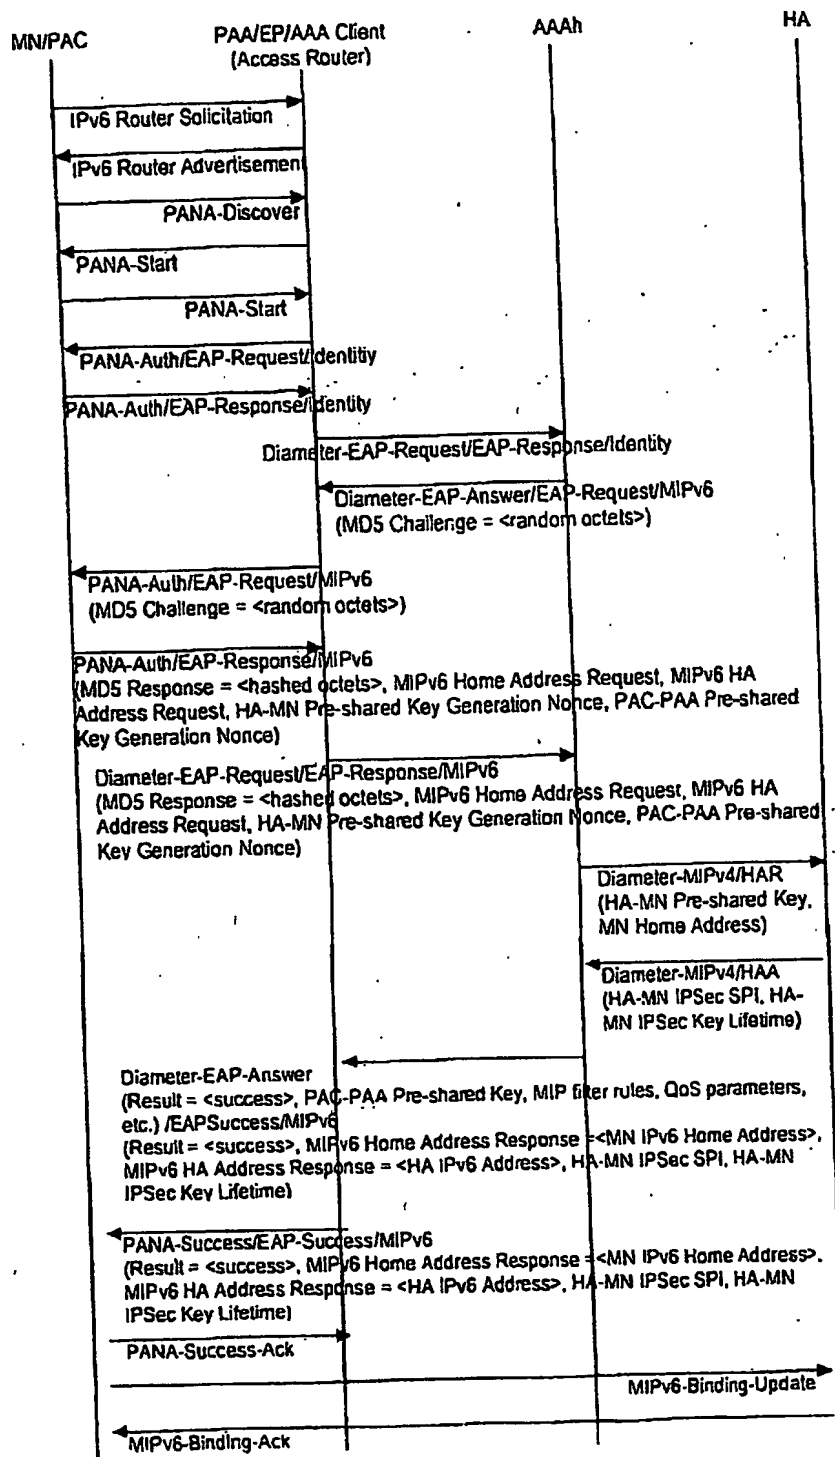 MN/PAC
PAA/EP/AAA Client
(Access Router)
AAAh
HA
IPv6 Router Solicitation
IPv6 Router Advertisement
PANA-Discover
PANA-Start
PANA-Start
PANA-Auth/EAP-Request/Identitiy
PANA-Auth/EAP-Response/Identity
Diameter-EAP-Request/EAP-Response/Identity
Diameter-EAP-Answer/EAP-Request/MIPv6
(MD5 Challenge = <random octets>)
PANA-Auth/EAP-Request/MIPv6
(MD5 Challenge = <random octets>)
PANA-Auth/EAP-Response/MIPv6
(MD5 Response = <hashed octets>, MIPv6 Home Address Request, MIPv6 HA
Address Request, HA-MN Pre-shared Key Generation Nonce, PAC-PAA Pre-shared
Key Generation Nonce)
Diameter-EAP-Request/EAP-Response/MIPv6
(MD5 Response = <hashed octets>, MIPv6 Home Address Request, MIPv6 HA
Address Request, HA-MN Pre-shared Key Generation Nonce, PAC-PAA Pre-shared
Key Generation Nonce)
Diameter-MIPv4/HAR
(HA-MN Pre-shared Key,
MN Home Address)
Diameter-MIPv4/HAA
(HA-MN IPSec SPI, HA-
MN IPSec Key Lifetime)
Diameter-EAP-Answer
(Result = <success>, PAC-PAA Pre-shared Key, MIP filter rules, QoS parameters,
etc.) /EAPSuccess/MIPv6
(Result = <success>, MIPv6 Home Address Response =<MN IPv6 Home Address>,
MIPv6 HA Address Response = <HA IPv6 Address>, HA-MN IPSec SPI, HA-MN
IPSec Key Lifetime)
PANA-Success/EAP-Success/MIPv6
(Result = <success>, MIPv6 Home Address Response =<MN IPv6 Home Address>,
MIPv6 HA Address Response = <HA IPv6 Address>, HA-MN IPSec SPI, HA-MN
IPSec Key Lifetime)
PANA-Success-Ack
MIPv6-Binding-Update
MIPv6-Binding-Ack